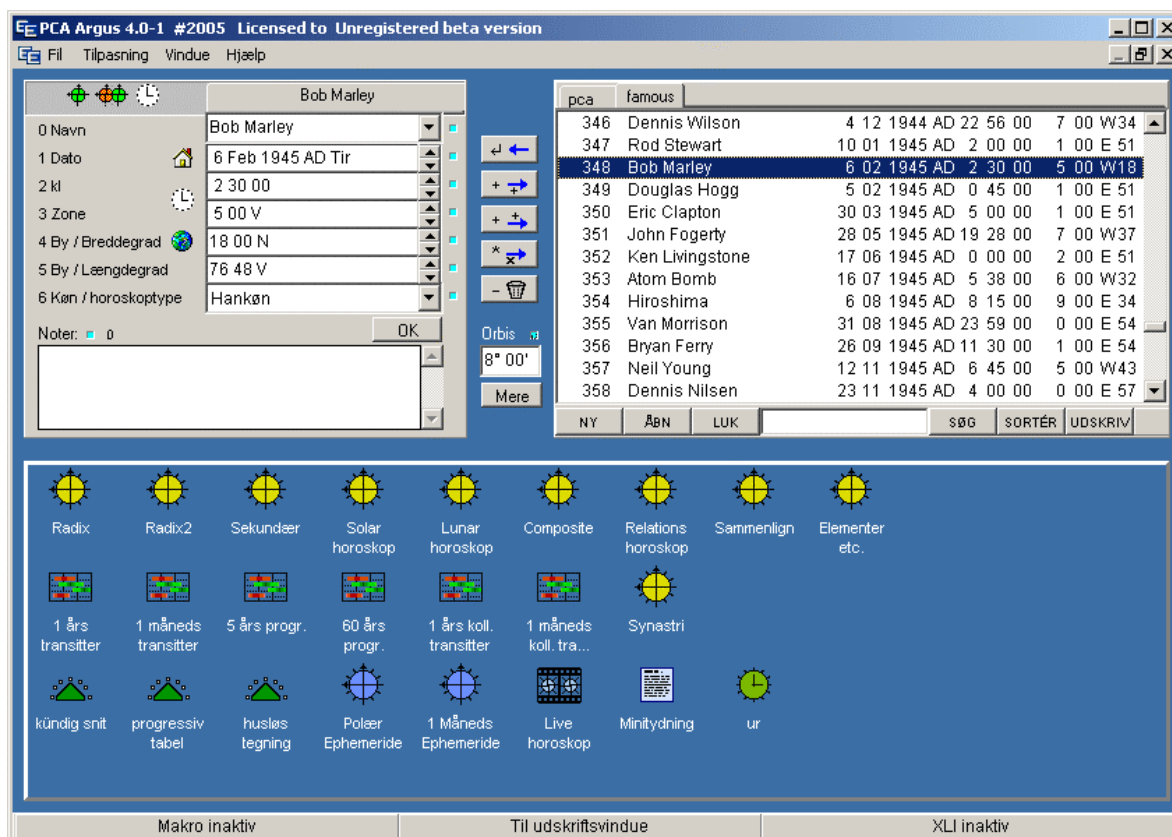 PCA Argus 4.0-1 #2005 Licensed to Unregistered beta version
Fil Tilpasning Vindue Hjælp
Bob Marley
0 Navn Bob Marley
1 Dato 6 Feb 1945 AD Tir
2 kl 2 30 00
3 Zone 5 00 V
4 By / Breddegrad 18 00 N
5 By / Længdegrad 76 48 V
6 Køn / horoskoptype Hankøn
Noter: 0 OK
Orbis
8° 00'
Mere
pca famous
346 Dennis Wilson 4 12 1944 AD 22 56 00 7 00 W34
347 Rod Stewart 10 01 1945 AD 2 00 00 1 00 E 51
348 Bob Marley 6 02 1945 AD 2 30 00 5 00 W18
349 Douglas Hogg 5 02 1945 AD 0 45 00 1 00 E 51
350 Eric Clapton 30 03 1945 AD 5 00 00 1 00 E 51
351 John Fogerty 28 05 1945 AD 19 28 00 7 00 W37
352 Ken Livingstone 17 06 1945 AD 0 00 00 2 00 E 51
353 Atom Bomb 16 07 1945 AD 5 38 00 6 00 W32
354 Hiroshima 6 08 1945 AD 8 15 00 9 00 E 34
355 Van Morrison 31 08 1945 AD 23 59 00 0 00 E 54
356 Bryan Ferry 26 09 1945 AD 11 30 00 1 00 E 54
357 Neil Young 12 11 1945 AD 6 45 00 5 00 W43
358 Dennis Nilsen 23 11 1945 AD 4 00 00 0 00 E 57
NY ÅBN LUK SØG SORTÉR UDSKRIV
Radix Radix2 Sekundær Solar Lunar Composite Relations Sammenlign Elementer
horoskop horoskop horoskop etc.
1 års 1 måneds 5 års progr. 60 års 1 års koll. 1 måneds Synastri
transitter transitter progr. transitter koll. tra...
kündig snit progressiv husløs Polær 1 Måneds Live Minitydning ur
tabel tegning Ephemeride Ephemeride horoskop
Makro inaktiv Til udskriftsvindue XLI inaktiv